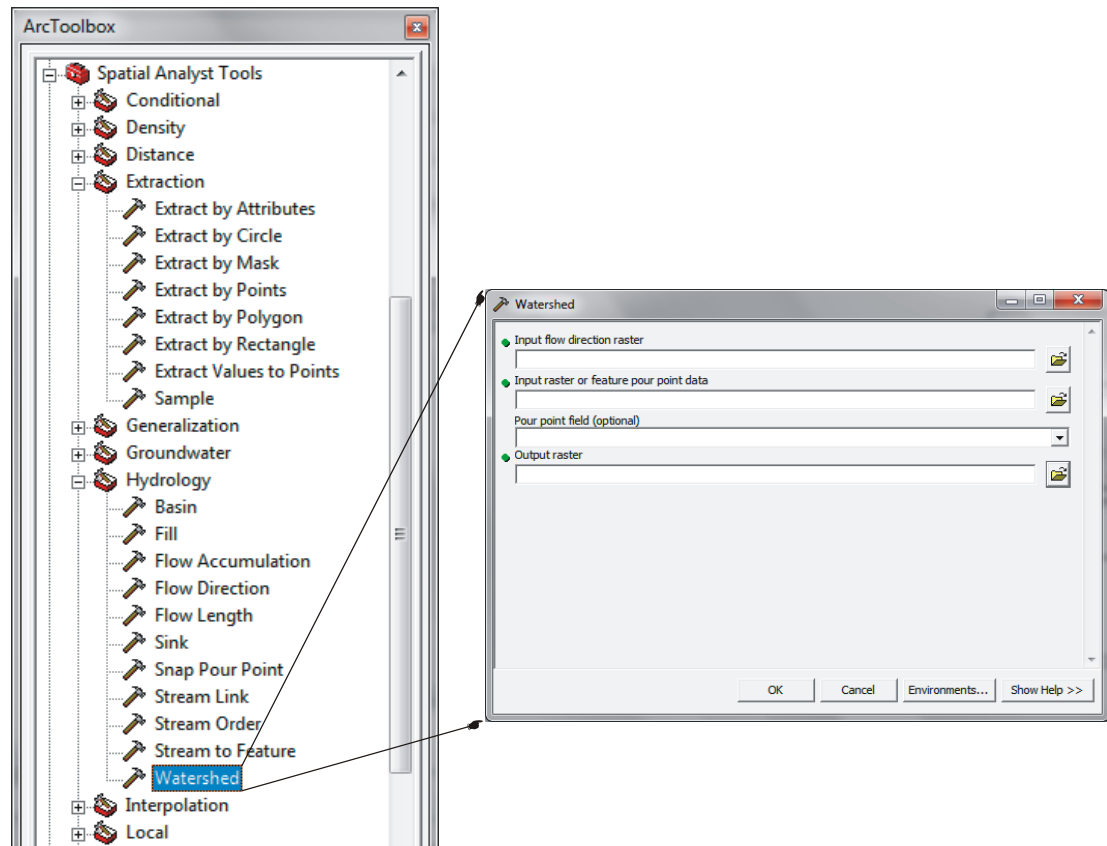 ArcToolbox
Spatial Analyst Tools
Conditional
Density
Distance
Extraction
Extract by Attributes
Extract by Circle
Extract by Mask
Extract by Points
Extract by Polygon
Extract by Rectangle
Extract Values to Points
Sample
Generalization
Groundwater
Hydrology
Basin
Fill
Flow Accumulation
Flow Direction
Flow Length
Sink
Snap Pour Point
Stream Link
Stream Order
Stream to Feature
Watershed
Interpolation
Local
Watershed
Input flow direction raster
Input raster or feature pour point data
Pour point field (optional)
Output raster
OK
Cancel
Environments...
Show Help >>